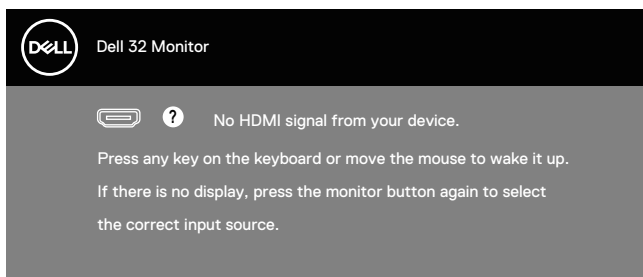 DELL
Dell 32 Monitor
? No HDMI signal from your device.
Press any key on the keyboard or move the mouse to wake it up.
If there is no display, press the monitor button again to select
the correct input source.